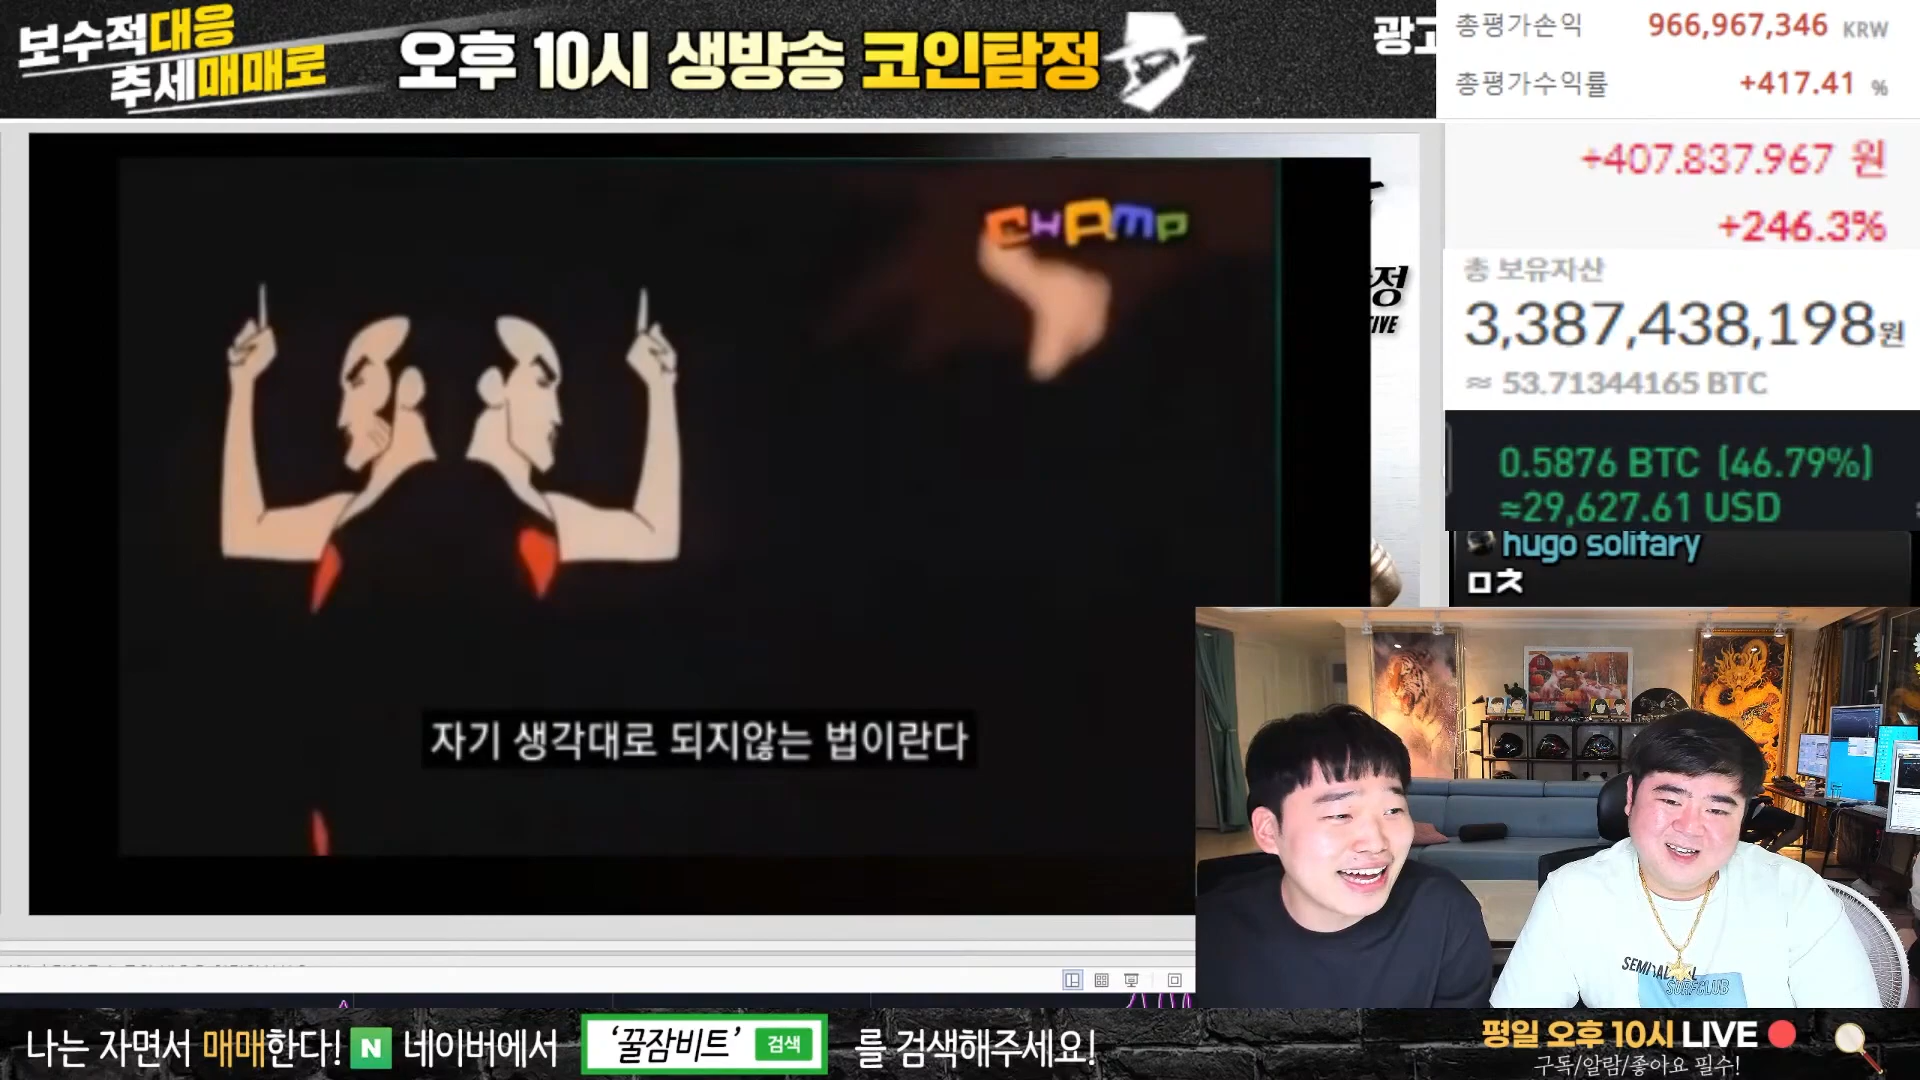 보수적대응
추세매매로
오후 10시 생방송 코인탐정
광고
총평가손익 966,967,346 KRW
총평가수익률 +417.41 %
CHAMP
+407.837.967 원
+246.3%
총 보유자산
3,387,438,198원
≈ 53.71344165 BTC
정
TIVE
0.5876 BTC (46.79%)
≈29,627.61 USD
hugo solitary
ㅁㅊ
자기 생각대로 되지않는 법이란다
SURFCLUB
나는 자면서 매매한다! N 네이버에서 '꿀잠비트' 검색 를 검색해주세요!
평일 오후 10시 LIVE
구독/알람/좋아요 필수!